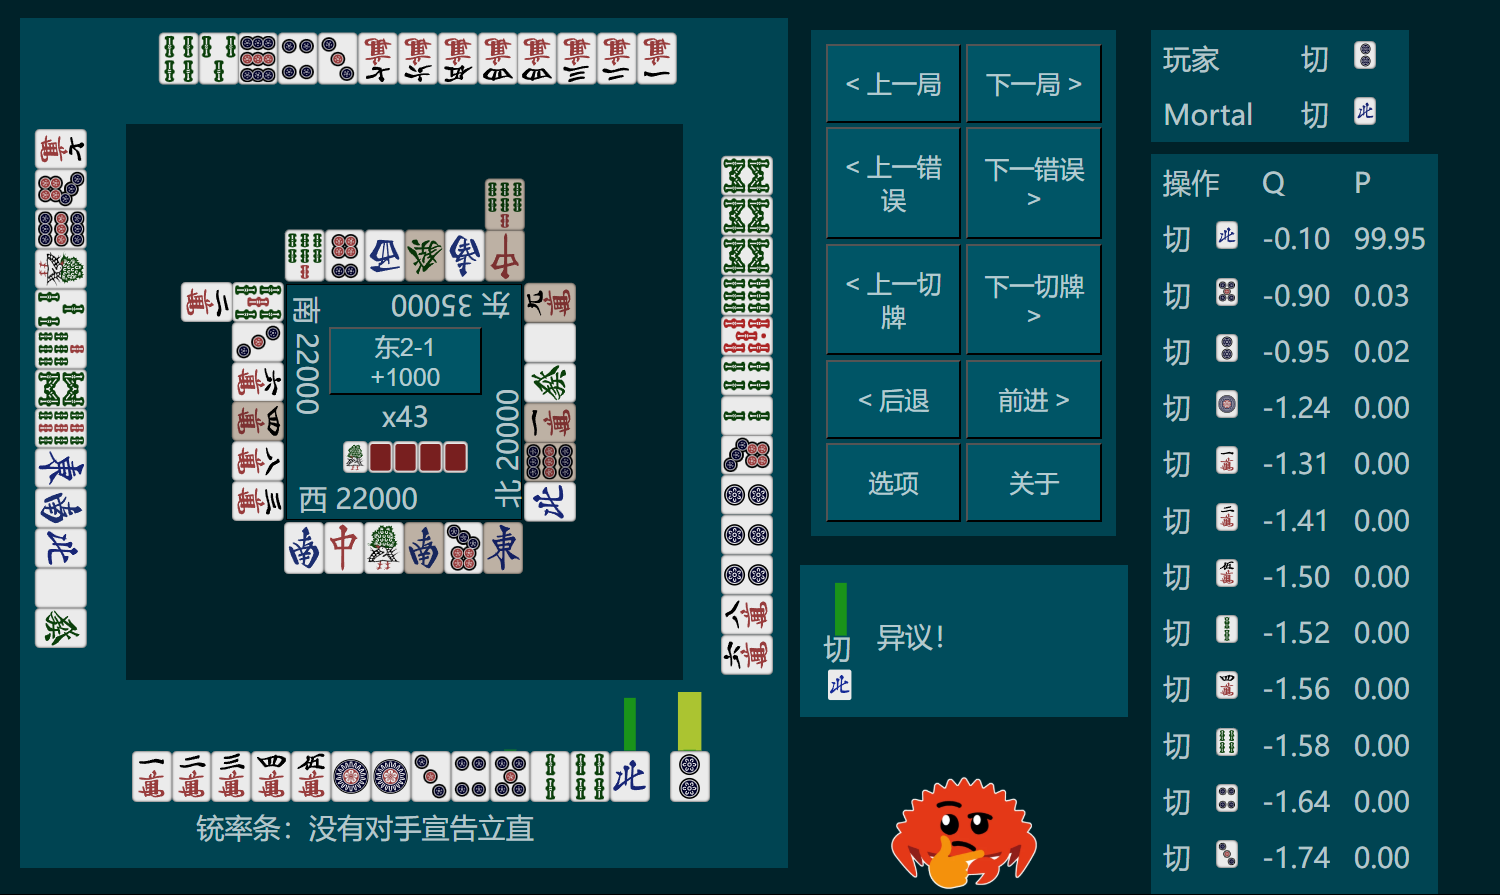 东 35000
南 22000
东2-1
+1000
x43
北 20000
西 22000
铳率条：没有对手宣告立直
< 上一局
下一局 >
< 上一错误
下一错误 >
< 上一切牌
下一切牌 >
< 后退
前进 >
选项
关于
切
异议！
玩家 切
Mortal 切
操作 Q P
切 -0.10 99.95
切 -0.90 0.03
切 -0.95 0.02
切 -1.24 0.00
切 -1.31 0.00
切 -1.41 0.00
切 -1.50 0.00
切 -1.52 0.00
切 -1.56 0.00
切 -1.58 0.00
切 -1.64 0.00
切 -1.74 0.00